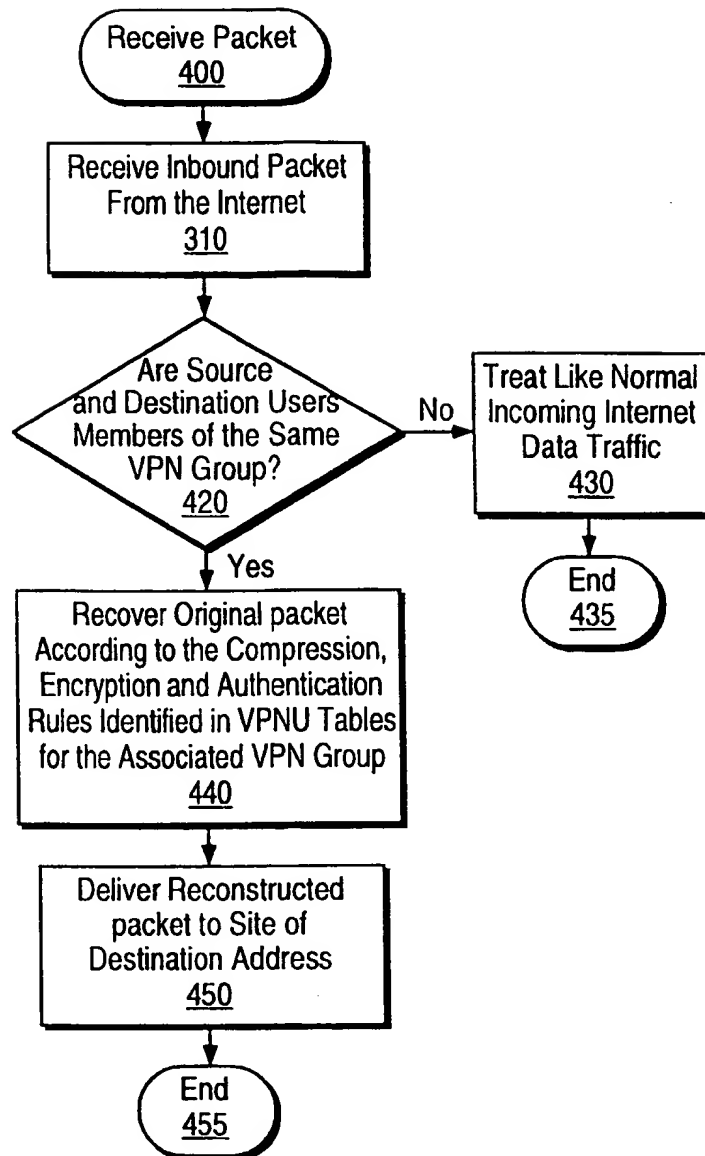 Receive Packet
400
Receive Inbound Packet
From the Internet
310
Are Source
and Destination Users
Members of the Same
VPN Group?
420
No
Treat Like Normal
Incoming Internet
Data Traffic
430
End
435
Yes
Recover Original packet
According to the Compression,
Encryption and Authentication
Rules Identified in VPNU Tables
for the Associated VPN Group
440
Deliver Reconstructed
packet to Site of
Destination Address
450
End
455